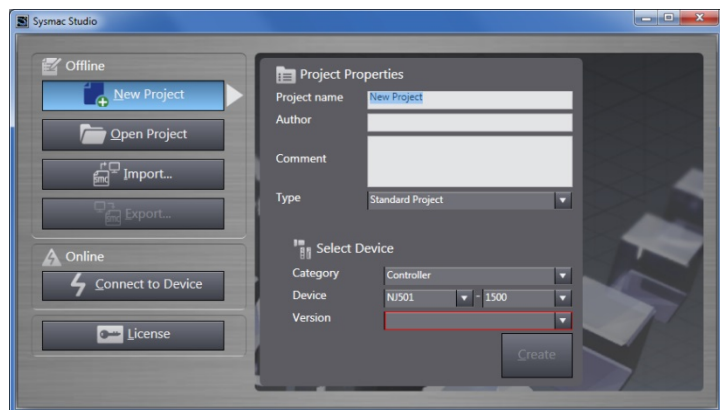 Sysmac Studio
Offline
New Project
Open Project
Import...
Export...
Online
Connect to Device
License
Project Properties
Project name New Project
Author
Comment
Type Standard Project
Select Device
Category Controller
Device NJ501 - 1500
Version
Create